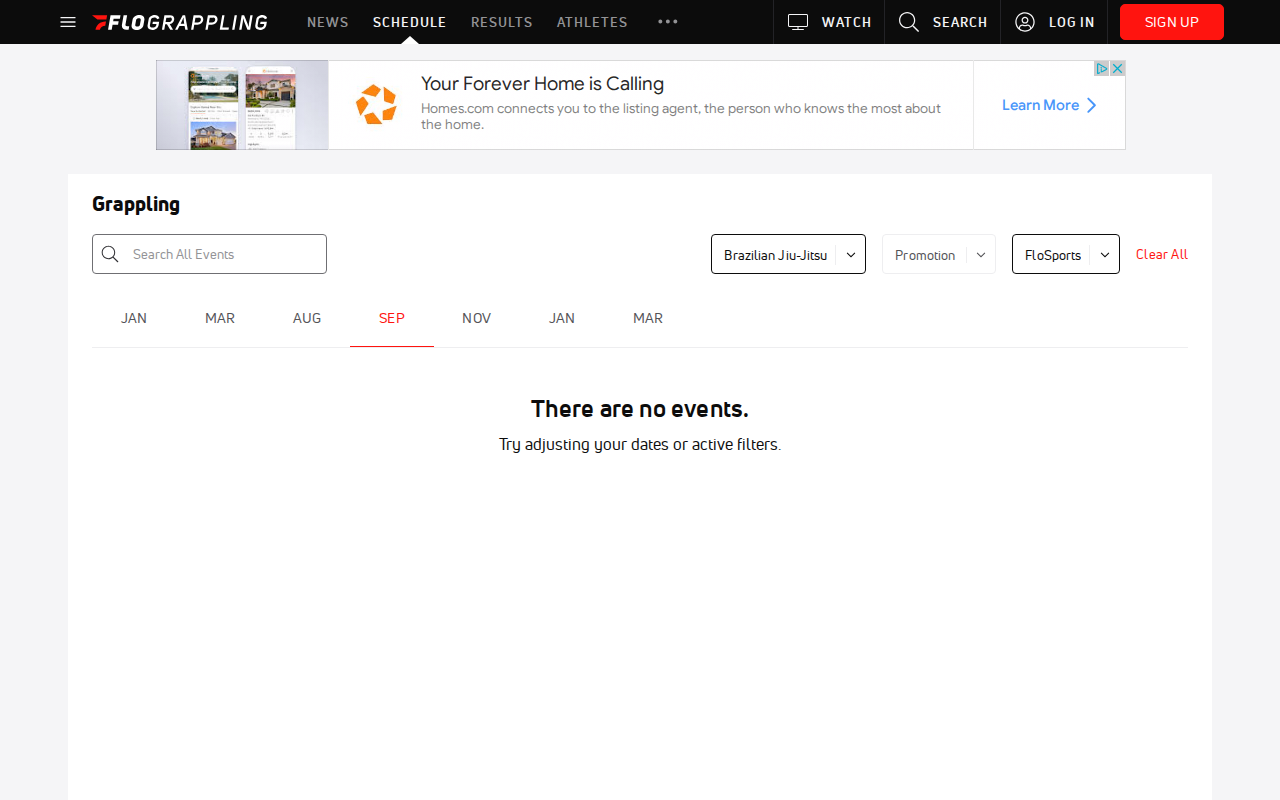 FLOGRAPPLING
NEWS
SCHEDULE
RESULTS
ATHLETES
WATCH
SEARCH
LOG IN
SIGN UP
Your Forever Home is Calling
Homes.com connects you to the listing agent, the person who knows the most about
the home.
Learn More
Grappling
Search All Events
Brazilian Jiu-Jitsu
Promotion
FloSports
Clear All
JAN
MAR
AUG
SEP
NOV
JAN
MAR
There are no events.
Try adjusting your dates or active filters.